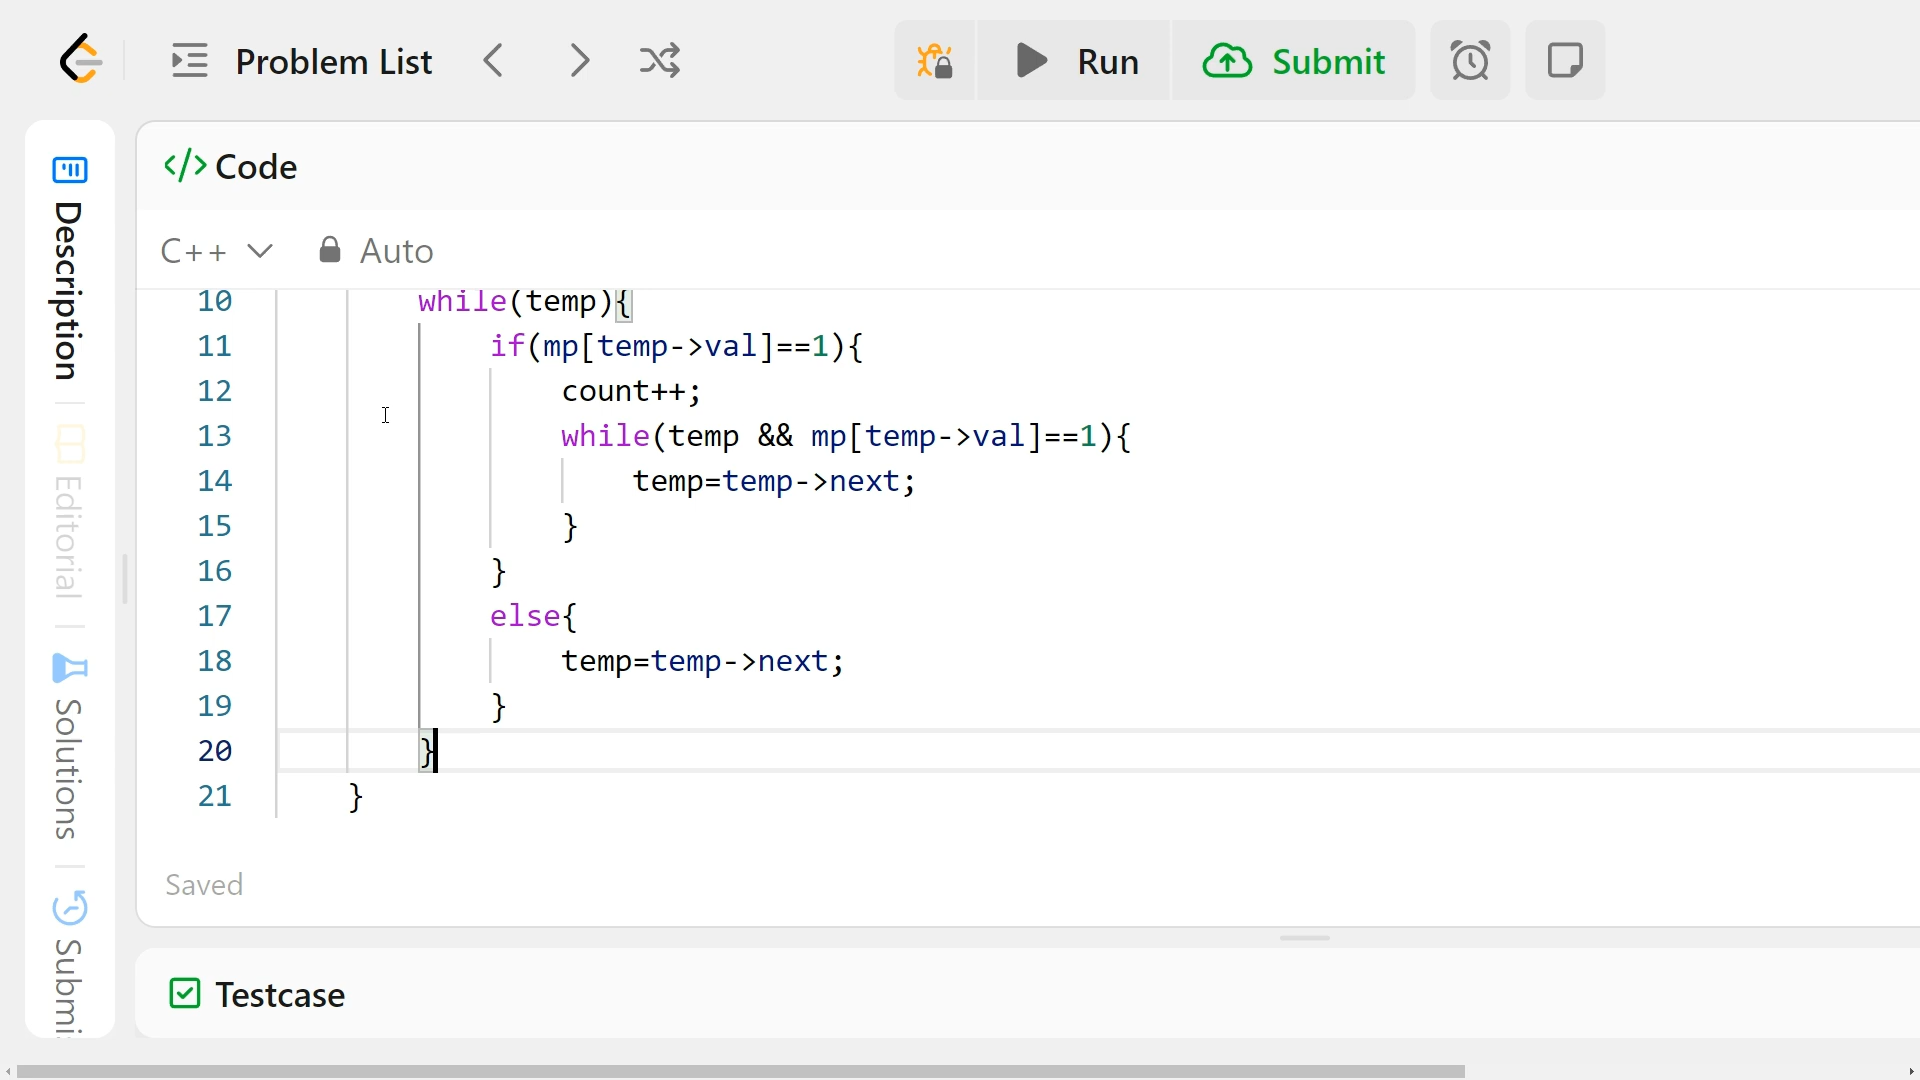 Problem List
Run
Submit
Description
Editorial
Solutions
Submi
</> Code
C++
Auto
10 while(temp){
11 if(mp[temp->val]==1){
12 count++;
13 while(temp && mp[temp->val]==1){
14 temp=temp->next;
15 }
16 }
17 else{
18 temp=temp->next;
19 }
20 }
21 }
Saved
Testcase